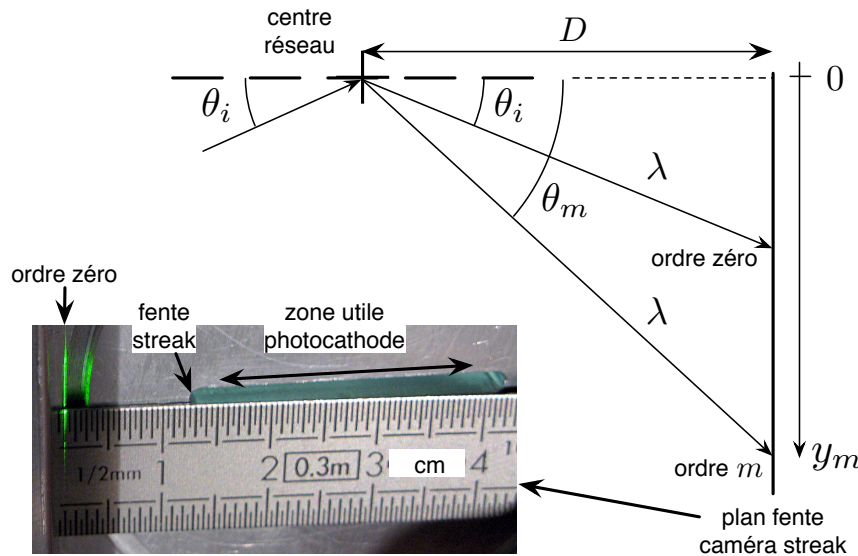 centre
réseau
D
0
θi
θi
λ
θm
ordre zéro
ordre zéro
fente
streak
zone utile
photocathode
λ
1/2mm
1
2
0.3m
3
cm
4
10
ordre m
ym
plan fente
caméra streak